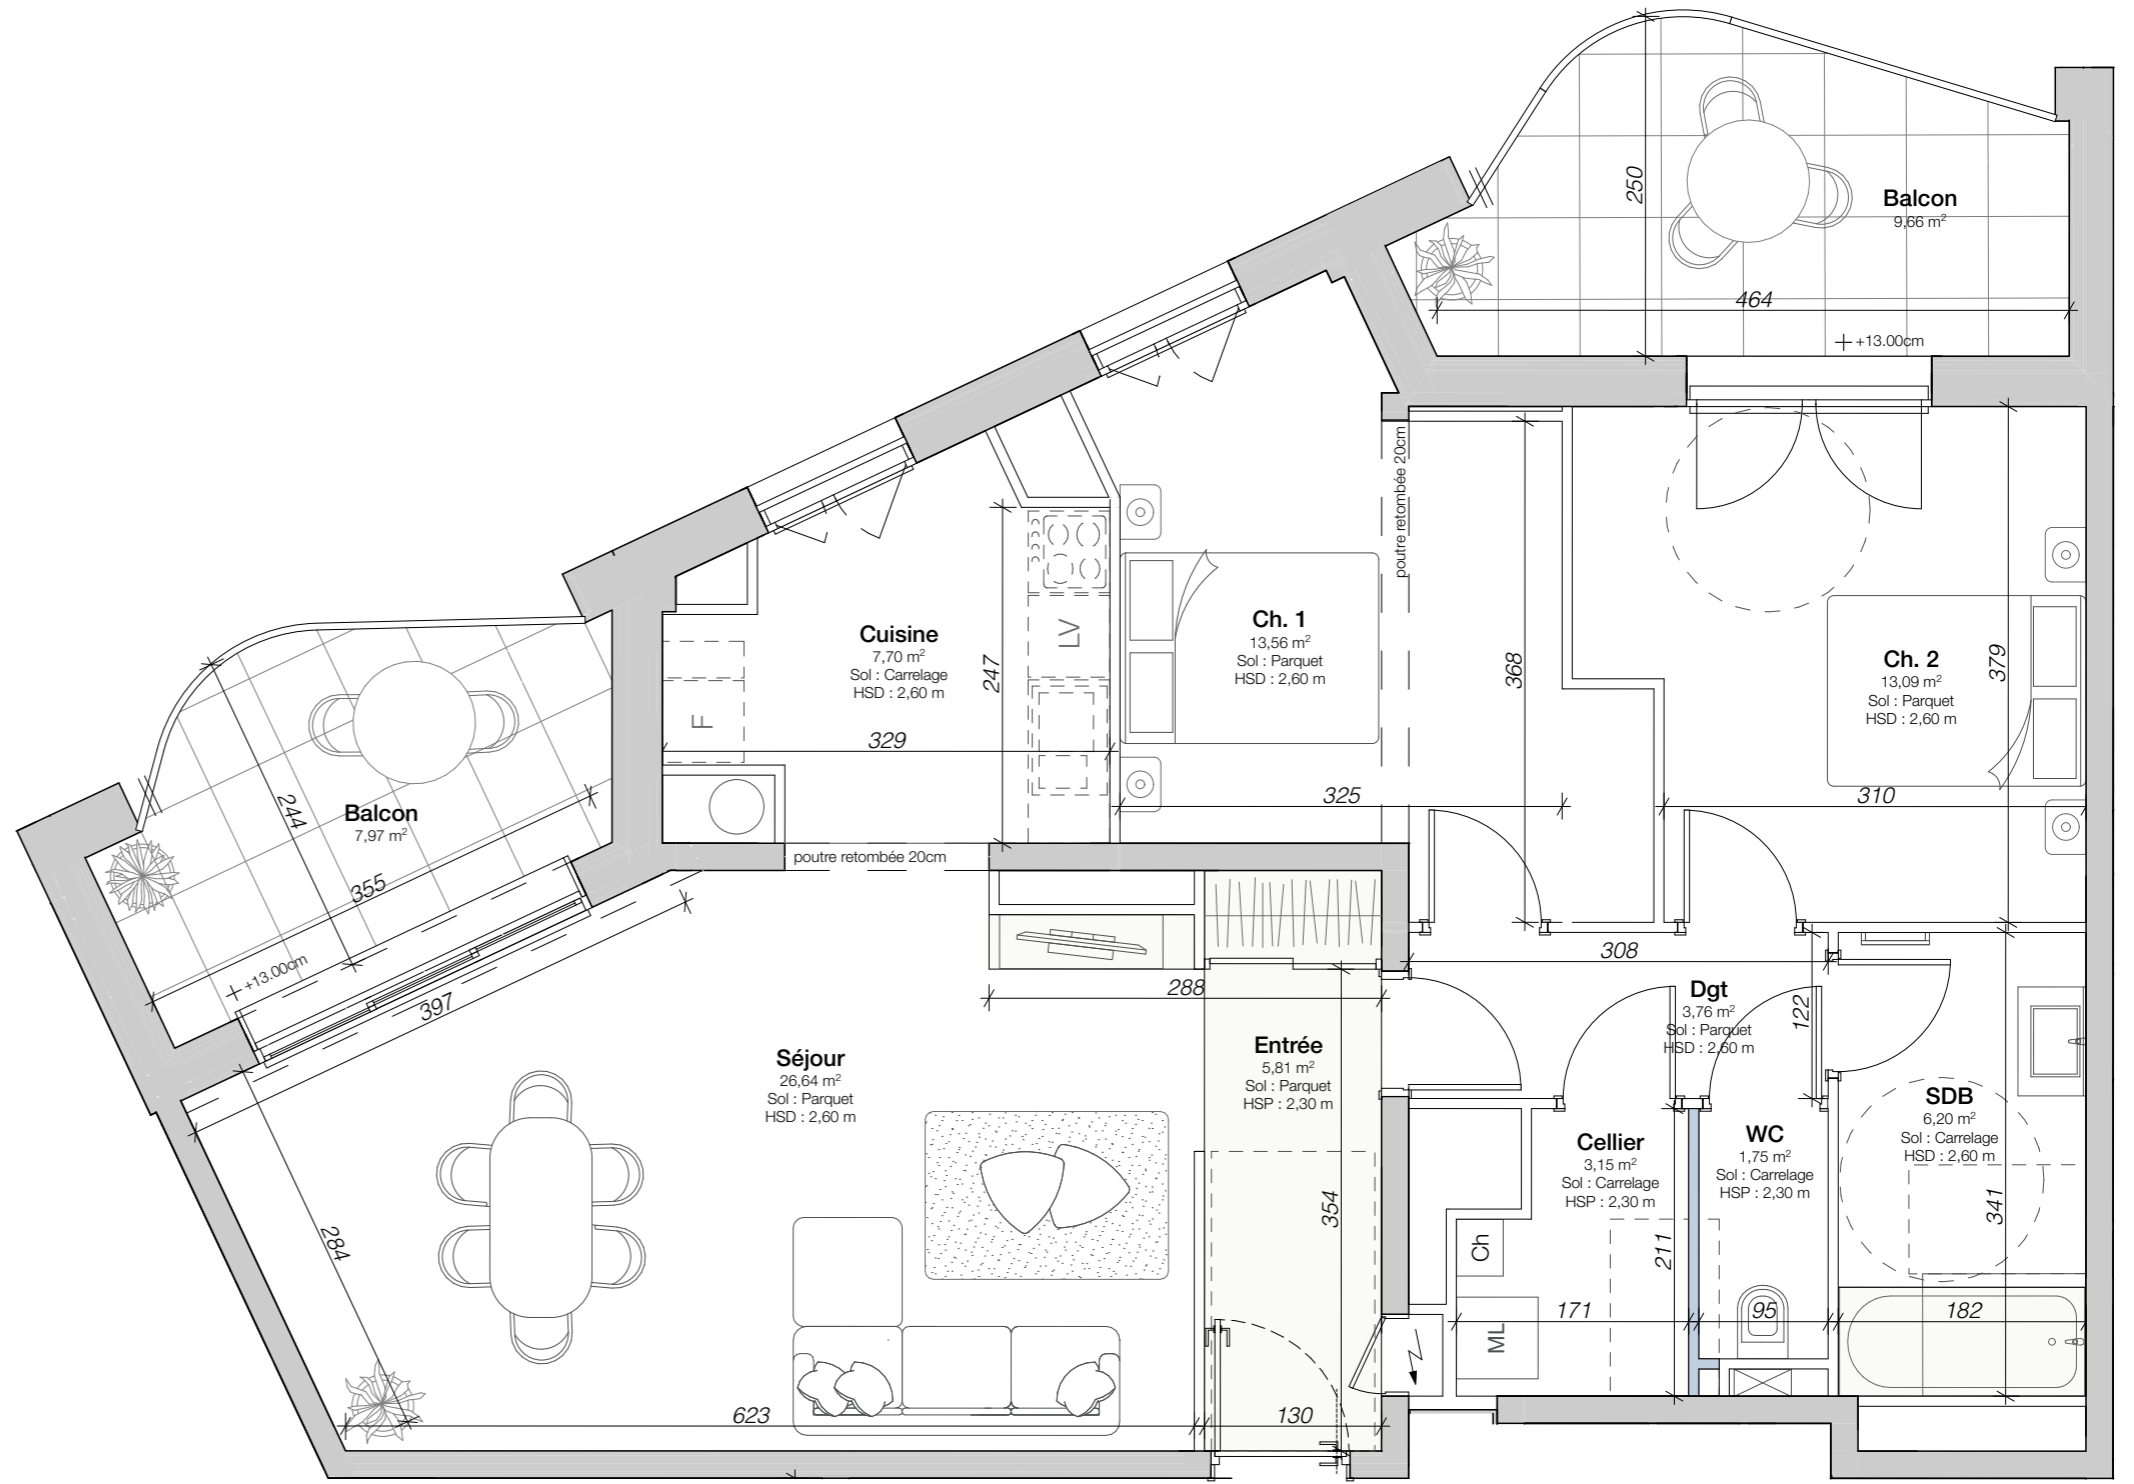 250
Balcon
9,66 m²
464
+13.00cm
poutre retombée 20cm
Cuisine
7,70 m²
Sol : Carrelage
HSD : 2,60 m
LV
F
247
329
Ch. 1
13,56 m²
Sol : Parquet
HSD : 2,60 m
368
325
Ch. 2
13,09 m²
Sol : Parquet
HSD : 2,60 m
379
310
244
Balcon
7,97 m²
355
+13.00cm
397
poutre retombée 20cm
288
308
Dgt
3,76 m²
Sol : Parquet
HSD : 2,60 m
122
Séjour
26,64 m²
Sol : Parquet
HSD : 2,60 m
Entrée
5,81 m²
Sol : Parquet
HSP : 2,30 m
354
Cellier
3,15 m²
Sol : Carrelage
HSP : 2,30 m
WC
1,75 m²
Sol : Carrelage
HSP : 2,30 m
SDB
6,20 m²
Sol : Carrelage
HSD : 2,60 m
341
284
211
Ch
ML
171
95
182
623
130